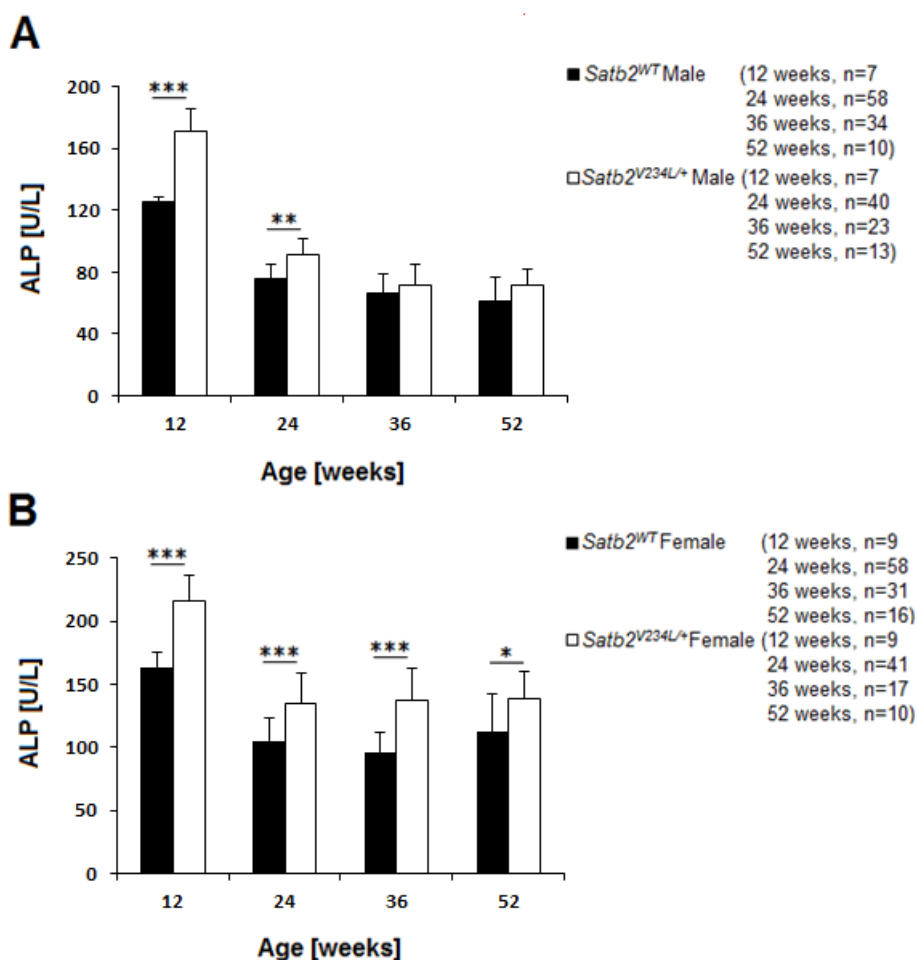 A
ALP [U/L]
200
160
120
80
40
0
***
**
12 24 36 52
Age [weeks]
Satb2WT Male (12 weeks, n=7
24 weeks, n=58
36 weeks, n=34
52 weeks, n=10)
Satb2V234L/+ Male (12 weeks, n=7
24 weeks, n=40
36 weeks, n=23
52 weeks, n=13)
B
ALP [U/L]
250
200
150
100
50
0
***
***
***
*
12 24 36 52
Age [weeks]
Satb2WT Female (12 weeks, n=9
24 weeks, n=58
36 weeks, n=31
52 weeks, n=16)
Satb2V234L/+ Female (12 weeks, n=9
24 weeks, n=41
36 weeks, n=17
52 weeks, n=10)